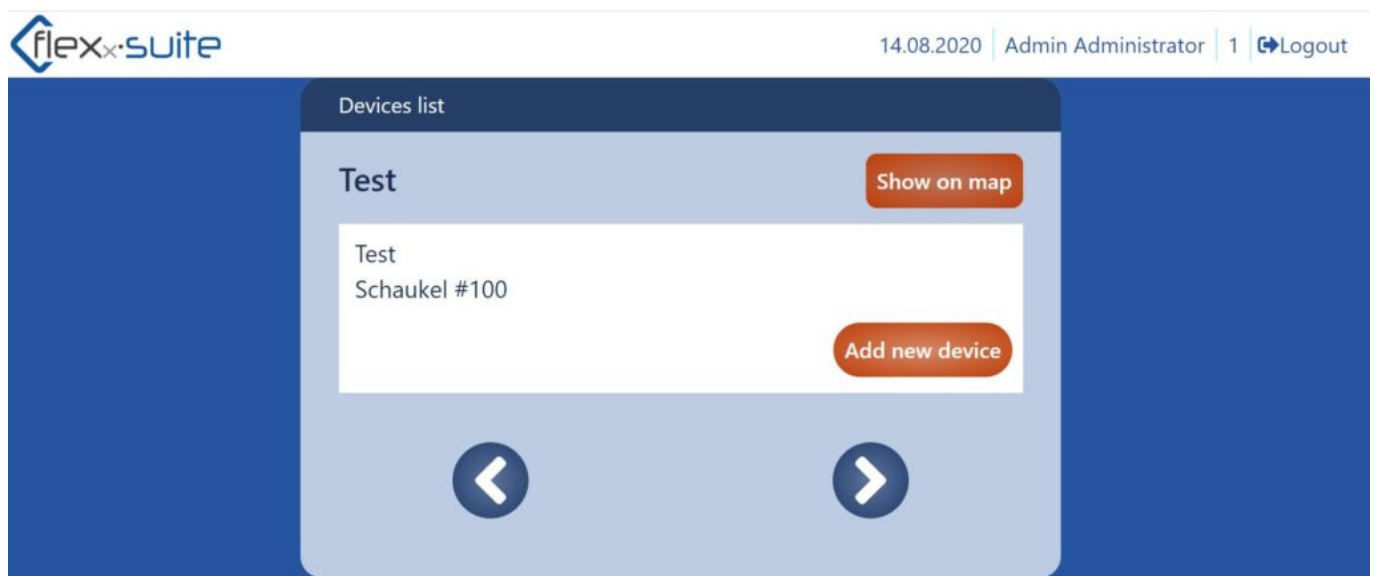 flexx·suite
14.08.2020 Admin Administrator 1 Logout
Devices list
Test
Show on map
Test
Schaukel #100
Add new device